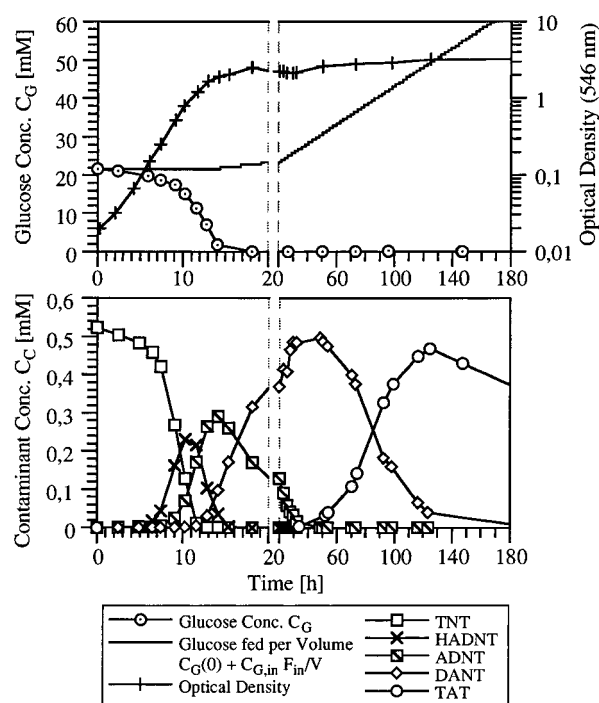 Glucose Conc. C_G [mM]
60
50
40
30
20
10
0
10
1
0,1
0,01
Optical Density (546 nm)
0 10 20 20 60 100 140 180
Contaminant Conc. C_C [mM]
0,6
0,5
0,4
0,3
0,2
0,1
0
0 10 20 20 60 100 140 180
Time [h]
Glucose Conc. C_G
Glucose fed per Volume
C_G(0) + C_G,in F_in/V
Optical Density
TNT
HADNT
ADNT
DANT
TAT